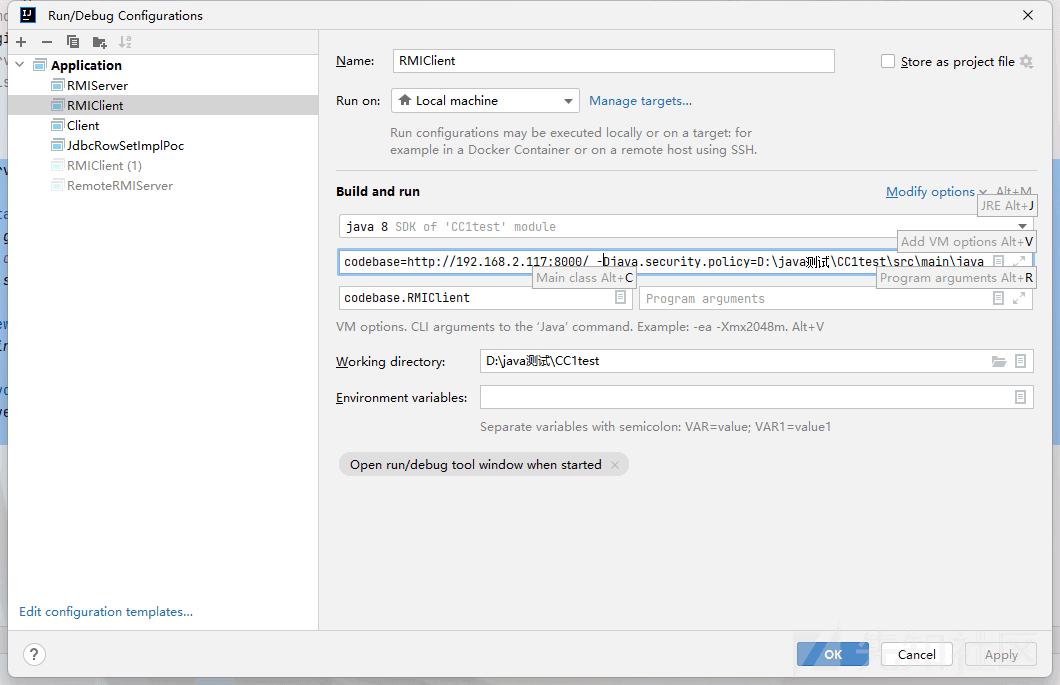 Run/Debug Configurations
Application
RMIServer
RMIClient
Client
JdbcRowSetImplPoc
RMIClient (1)
RemoteRMIServer
Edit configuration templates...
Name:
RMIClient
Store as project file
Run on:
Local machine
Manage targets...
Run configurations may be executed locally or on a target: for
example in a Docker Container or on a remote host using SSH.
Build and run
Modify options
Alt+M
JRE Alt+J
java 8 SDK of 'CC1test' module
Add VM options Alt+V
codebase=http://192.168.2.117:8000/ -Djava.security.policy=D:\java测试\CC1test\src\main\java
Main class Alt+C
Program arguments Alt+R
codebase.RMIClient
Program arguments
VM options. CLI arguments to the 'Java' command. Example: -ea -Xmx2048m. Alt+V
Working directory:
D:\java测试\CC1test
Environment variables:
Separate variables with semicolon: VAR=value; VAR1=value1
Open run/debug tool window when started
?
OK
Cancel
Apply